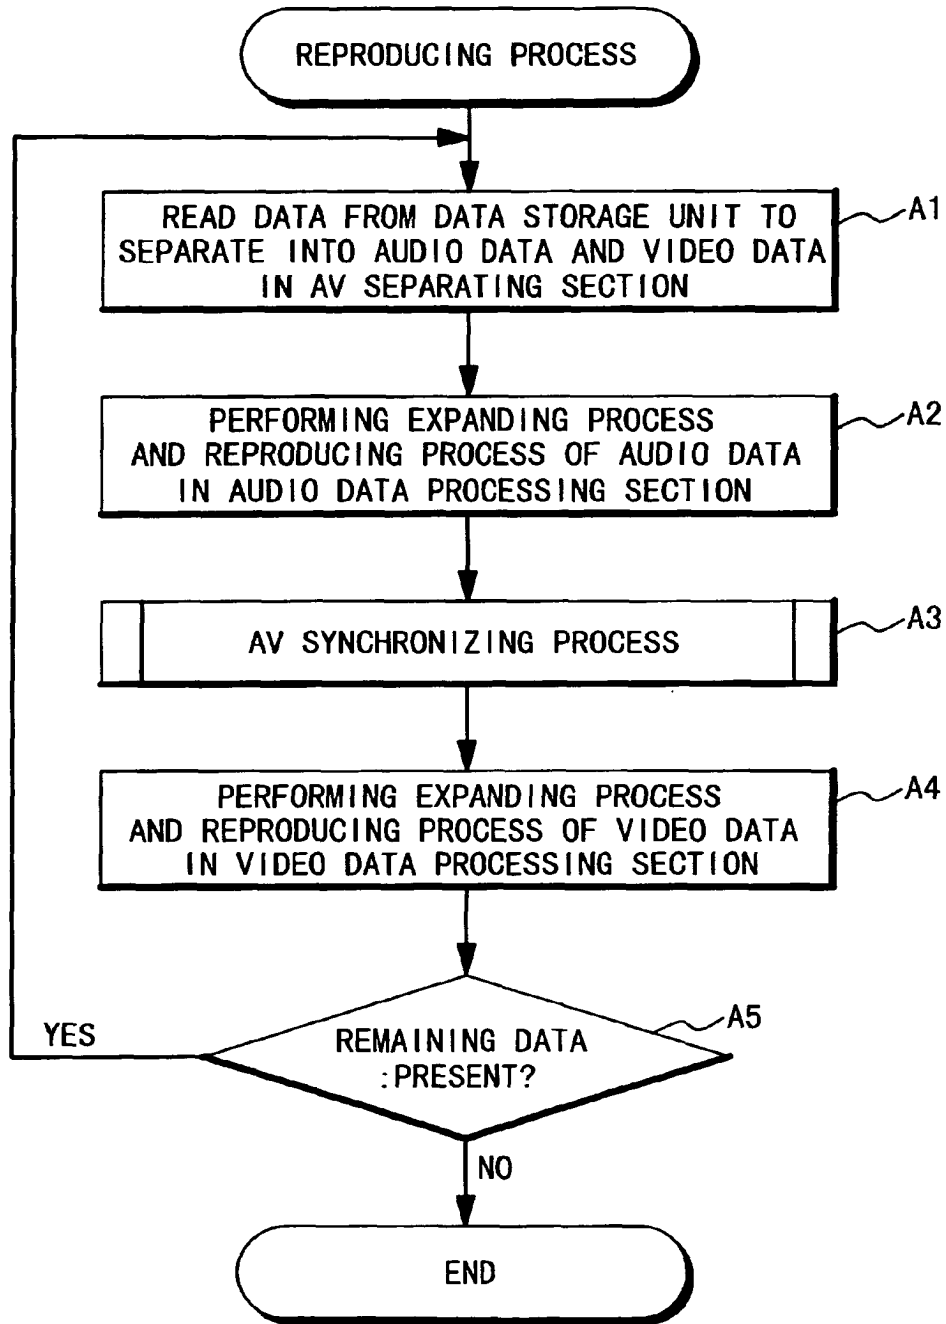 REPRODUCING PROCESS
READ DATA FROM DATA STORAGE UNIT TO
SEPARATE INTO AUDIO DATA AND VIDEO DATA
IN AV SEPARATING SECTION
A1
PERFORMING EXPANDING PROCESS
AND REPRODUCING PROCESS OF AUDIO DATA
IN AUDIO DATA PROCESSING SECTION
A2
AV SYNCHRONIZING PROCESS
A3
PERFORMING EXPANDING PROCESS
AND REPRODUCING PROCESS OF VIDEO DATA
IN VIDEO DATA PROCESSING SECTION
A4
REMAINING DATA
:PRESENT?
A5
YES
NO
END